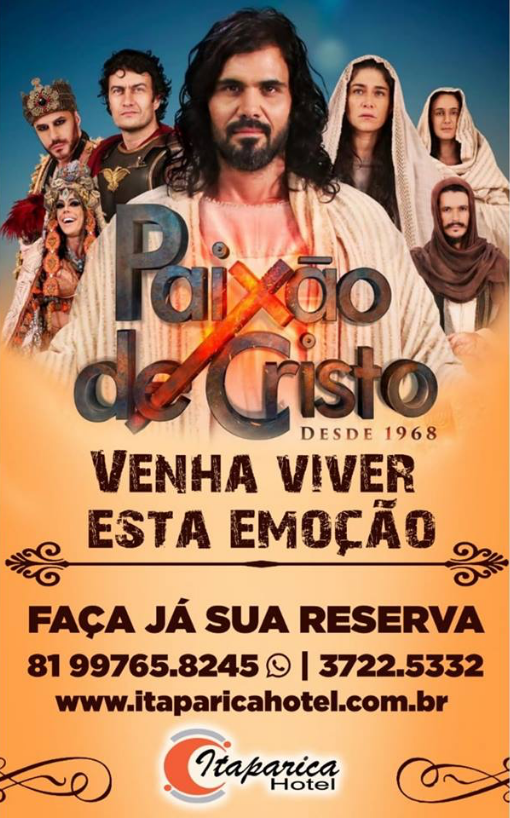 Paixão
de Cristo
DESDE 1968
VENHA VIVER
ESTA EMOÇÃO
FAÇA JÁ SUA RESERVA
81 99765.8245 | 3722.5332
www.itaparicahotel.com.br
Itaparica
Hotel